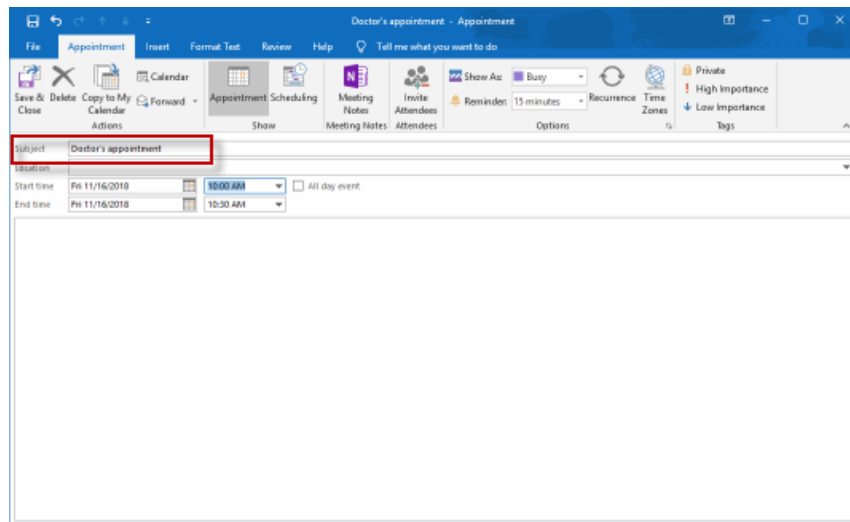 Doctor's appointment - Appointment
File Appointment Insert Format Text Review Help Tell me what you want to do
Save & Close
Delete
Copy to My Calendar
Calendar
Forward
Actions
Appointment
Scheduling
Show
Meeting Notes
Meeting Notes
Invite Attendees
Attendees
Show As: Busy
Reminder: 15 minutes
Recurrence
Time Zones
Options
Private
High Importance
Low Importance
Tags
Subject Doctor's appointment
Location
Start time Fri 11/16/2018 10:00 AM All day event
End time Fri 11/16/2018 10:30 AM